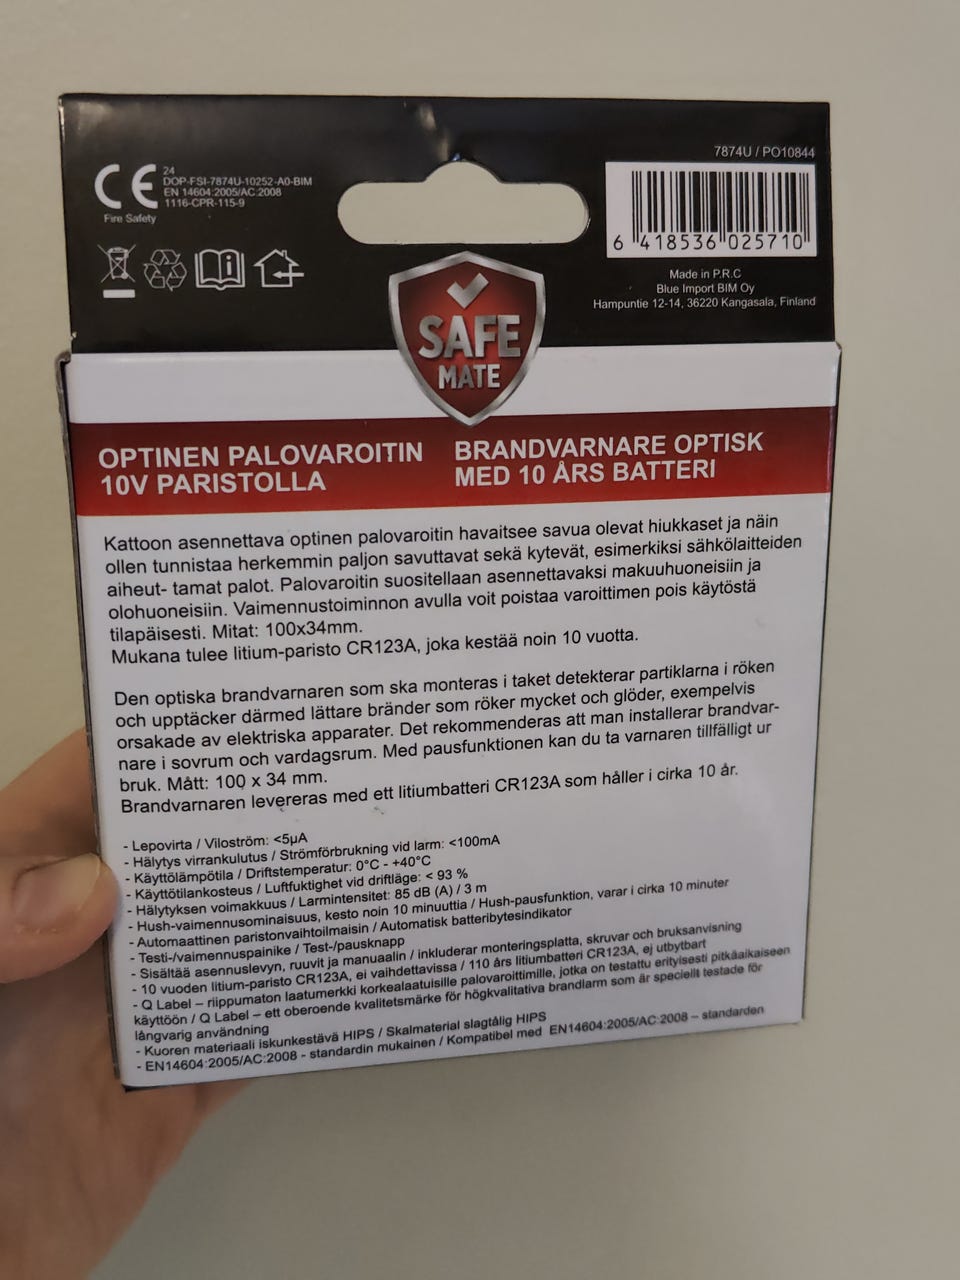 24
DOP-FSI-7874U-10252-A0-BIM
EN 14604:2005/AC:2008
1116-CPR-115-9
Fire Safety
7874U / PO10844
6 418536 025710
Made in P.R.C
Blue Import BIM Oy
Hampuntie 12-14, 36220 Kangasala, Finland
SAFE
MATE
OPTINEN PALOVAROITIN
10V PARISTOLLA
BRANDVARNARE OPTISK
MED 10 ÅRS BATTERI
Kattoon asennettava optinen palovaroitin havaitsee savua olevat hiukkaset ja näin
ollen tunnistaa herkemmin paljon savuttavat sekä kytevät, esimerkiksi sähkölaitteiden
aiheut- tamat palot. Palovaroitin suositellaan asennettavaksi makuuhuoneisiin ja
olohuoneisiin. Vaimennustoiminnon avulla voit poistaa varoittimen pois käytöstä
tilapäisesti. Mitat: 100x34mm.
Mukana tulee litium-paristo CR123A, joka kestää noin 10 vuotta.
Den optiska brandvarnaren som ska monteras i taket detekterar partiklarna i röken
och upptäcker därmed lättare bränder som röker mycket och glöder, exempelvis
orsakade av elektriska apparater. Det rekommenderas att man installerar brandvar-
nare i sovrum och vardagsrum. Med pausfunktionen kan du ta varnaren tillfälligt ur
bruk. Mått: 100 x 34 mm.
Brandvarnaren levereras med ett litiumbatteri CR123A som håller i cirka 10 år.
- Lepovirta / Viloström: <5µA
- Hälytys virrankulutus / Strömförbrukning vid larm: <100mA
- Käyttölämpötila / Driftstemperatur: 0°C - +40°C
- Käyttötilankosteus / Luftfuktighet vid driftläge: < 93 %
- Hälytyksen voimakkuus / Larmintensitet: 85 dB (A) / 3 m
- Hush-vaimennusominaisuus, kesto noin 10 minuuttia / Hush-pausfunktion, varar i cirka 10 minuter
- Automaattinen paristonvaihtoilmaisin / Automatisk batteribytesindikator
- Testi-/vaimennuspainike / Test-/pausknapp
- Sisältää asennuslevyn, ruuvit ja manuaalin / inkluderar monteringsplatta, skruvar och bruksanvisning
- 10 vuoden litium-paristo CR123A, ei vaihdettavissa / 110 års litiumbatteri CR123A, ej utbytbart
- Q Label – riippumaton laatumerkki korkealaatuisille palovaroittimille, jotka on testattu erityisesti pitkäaikaiseen
käyttöön / Q Label – ett oberoende kvalitetsmärke för högkvalitativa brandlarm som är speciellt testade för
långvarig användning
- Kuoren materiaali iskunkestävä HIPS / Skalmaterial slagtålig HIPS
- EN14604:2005/AC:2008 - standardin mukainen / Kompatibel med EN14604:2005/AC:2008 – standarden